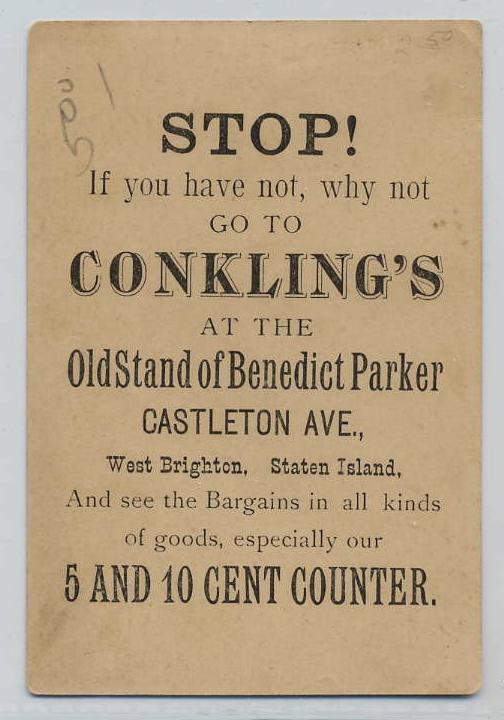 STOP!
If you have not, why not
GO TO
CONKLING'S
AT THE
Old Stand of Benedict Parker
CASTLETON AVE.,
West Brighton, Staten Island,
And see the Bargains in all kinds
of goods, especially our
5 AND 10 CENT COUNTER.